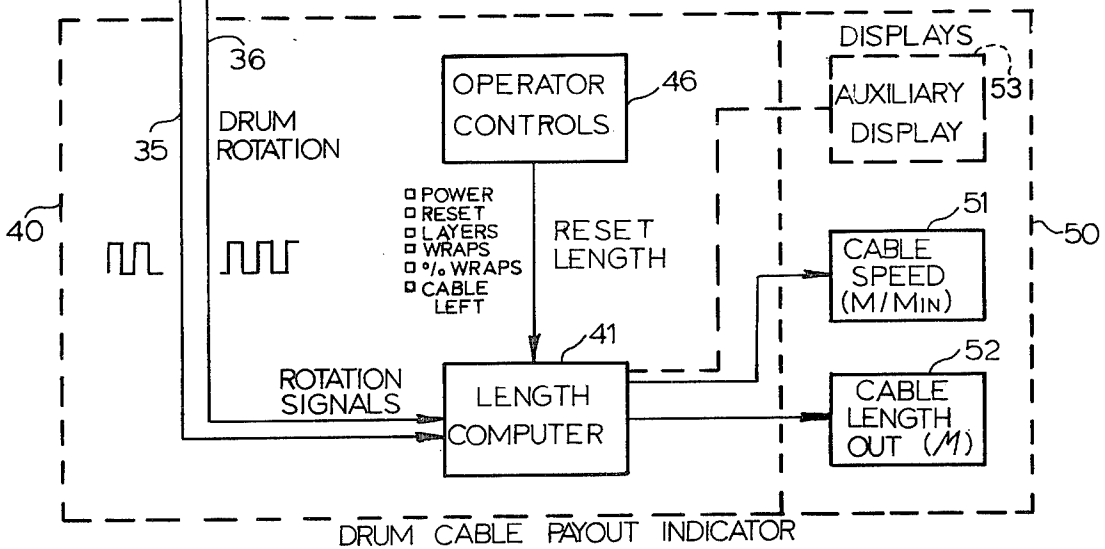 36
DRUM
ROTATION
35
40
OPERATOR
CONTROLS
46
□ POWER
□ RESET
□ LAYERS
□ WRAPS
□ % WRAPS
□ CABLE
LEFT
RESET
LENGTH
ROTATION
SIGNALS
41
LENGTH
COMPUTER
DISPLAYS
53
AUXILIARY
DISPLAY
51
CABLE
SPEED
(M/MIN)
50
52
CABLE
LENGTH
OUT (M)
DRUM CABLE PAYOUT INDICATOR